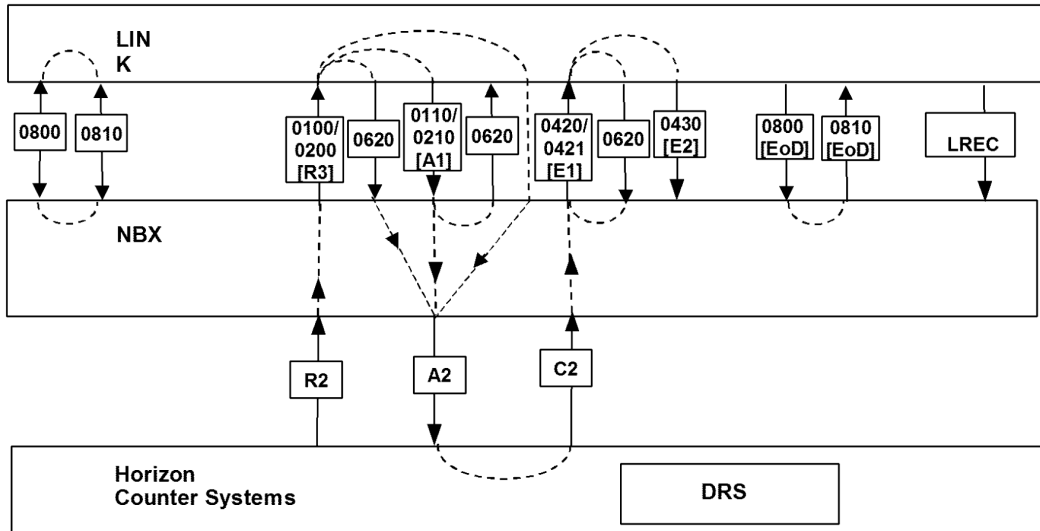 LIN
K
0800
0810
0100/
0200
[R3]
0620
0110/
0210
[A1]
0620
0420/
0421
[E1]
0620
0430
[E2]
0800
[EoD]
0810
[EoD]
LREC
NBX
R2
A2
C2
Horizon
Counter Systems
DRS